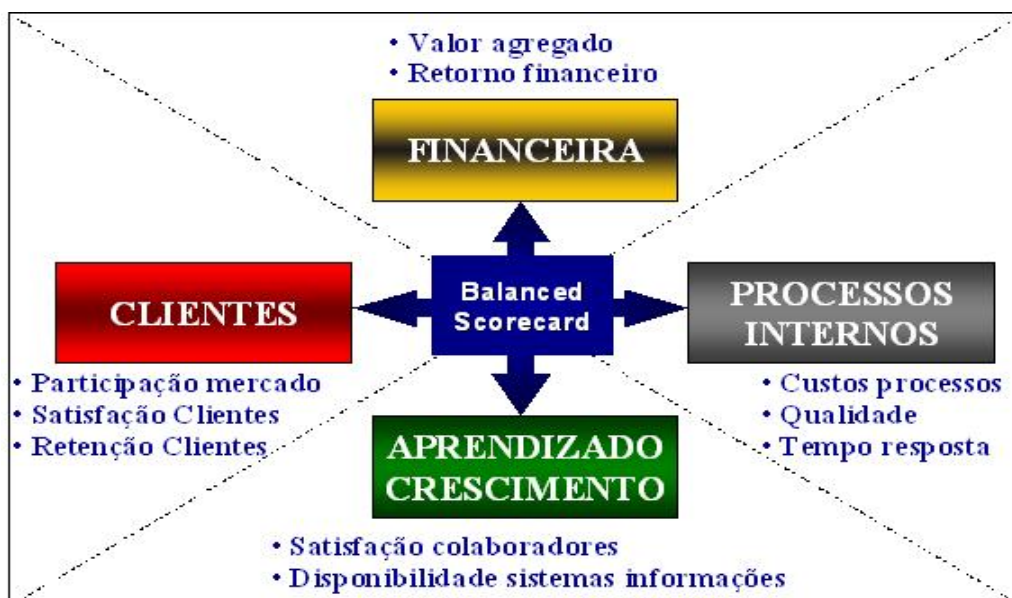 • Valor agregado
• Retorno financeiro
FINANCEIRA
CLIENTES
• Participação mercado
• Satisfação Clientes
• Retenção Clientes
Balanced
Scorecard
PROCESSOS
INTERNOS
• Custos processos
• Qualidade
• Tempo resposta
APRENDIZADO
CRESCIMENTO
• Satisfação colaboradores
• Disponibilidade sistemas informações